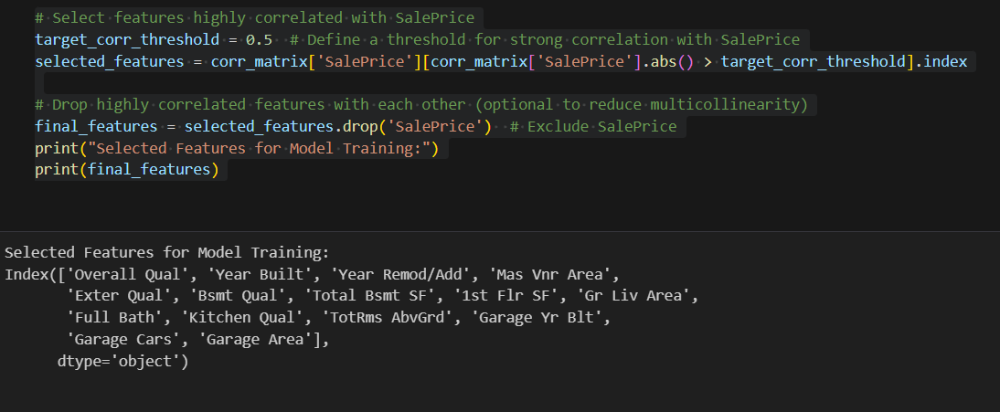 # Select features highly correlated with SalePrice
target_corr_threshold = 0.5  # Define a threshold for strong correlation with SalePrice
selected_features = corr_matrix['SalePrice'][corr_matrix['SalePrice'].abs() > target_corr_threshold].index
# Drop highly correlated features with each other (optional to reduce multicollinearity)
final_features = selected_features.drop('SalePrice')  # Exclude SalePrice
print("Selected Features for Model Training:")
print(final_features)
Selected Features for Model Training:
Index(['Overall Qual', 'Year Built', 'Year Remod/Add', 'Mas Vnr Area',
       'Exter Qual', 'Bsmt Qual', 'Total Bsmt SF', '1st Flr SF', 'Gr Liv Area',
       'Full Bath', 'Kitchen Qual', 'TotRms AbvGrd', 'Garage Yr Blt',
       'Garage Cars', 'Garage Area'],
      dtype='object')